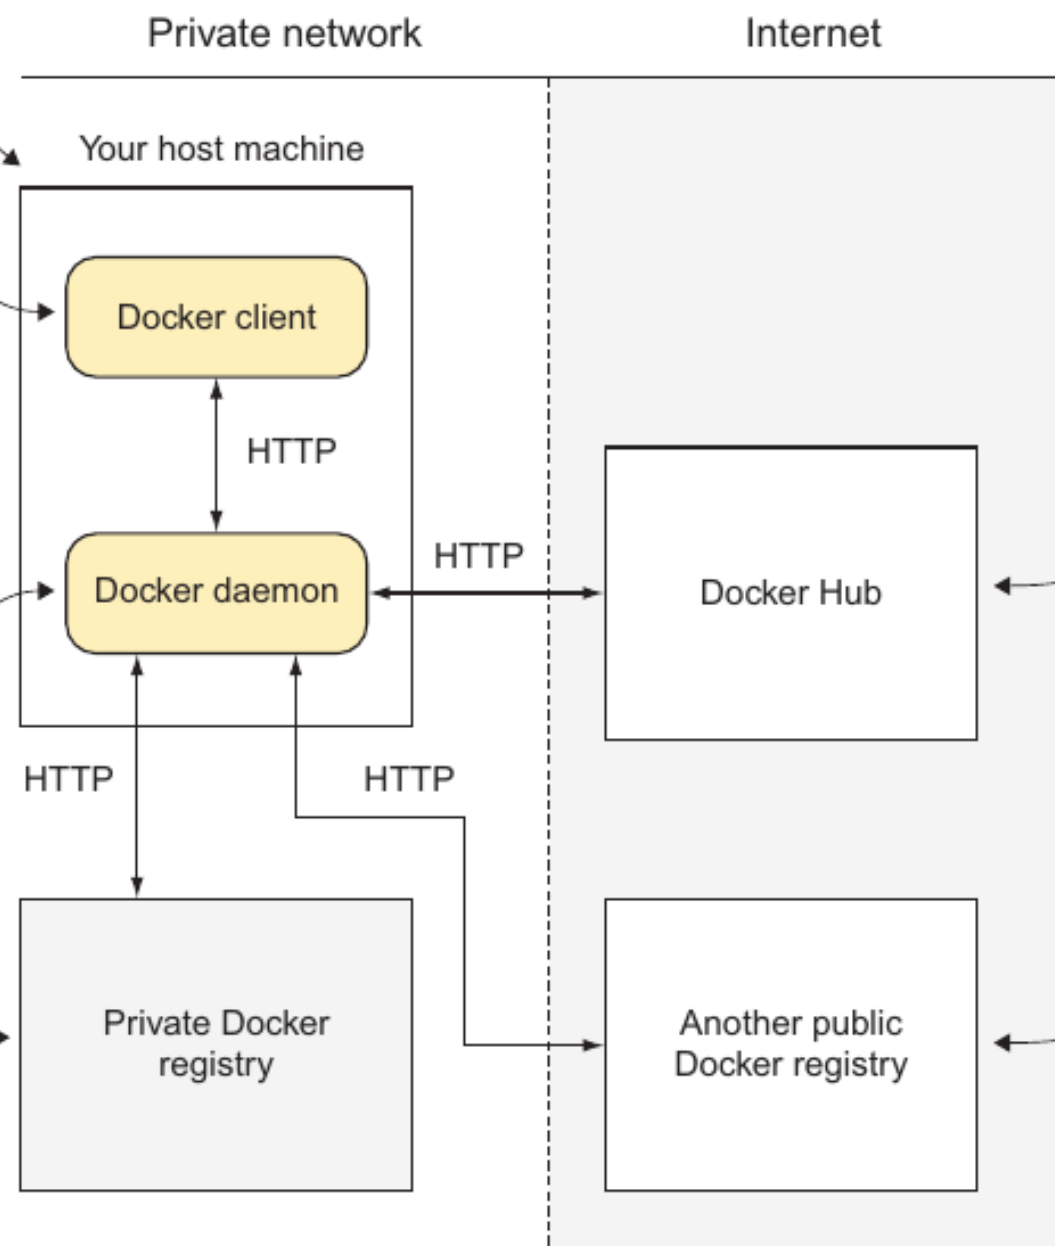 Private network
Internet
Your host machine
Docker client
HTTP
Docker daemon
HTTP
Docker Hub
HTTP
HTTP
Private Docker
registry
Another public
Docker registry